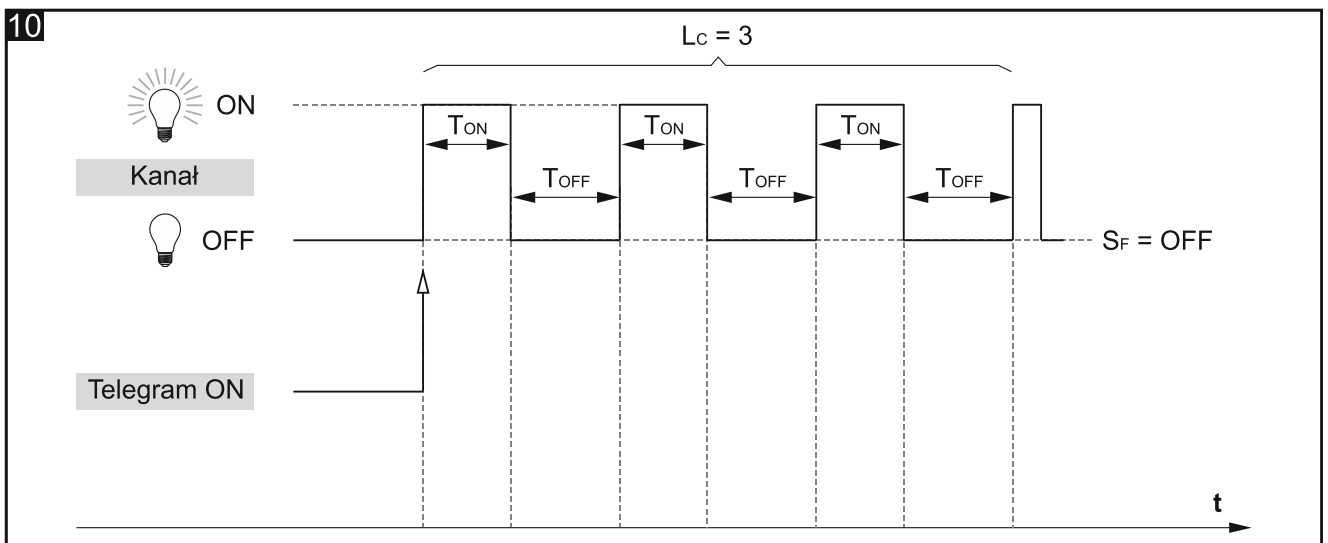 10
Lc = 3
ON
TON
TON
TON
Kanał
TOFF
TOFF
TOFF
OFF
SF = OFF
Telegram ON
t